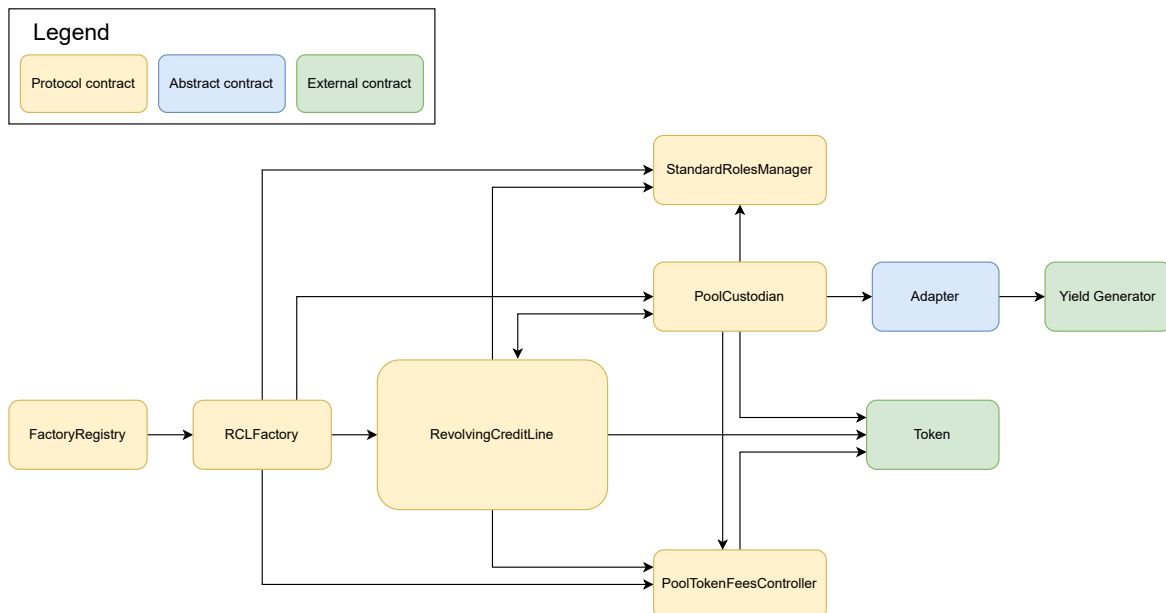 Legend
Protocol contract
Abstract contract
External contract
StandardRolesManager
PoolCustodian
Adapter
Yield Generator
FactoryRegistry
RCLFactory
RevolvingCreditLine
Token
PoolTokenFeesController